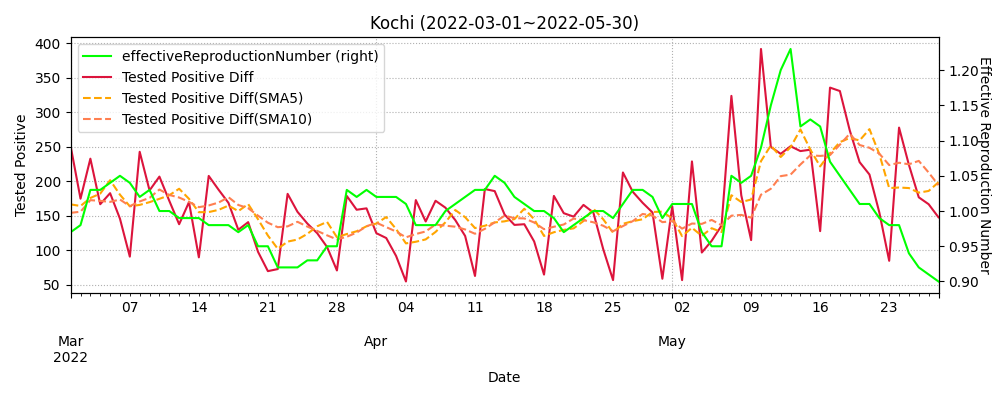 Kochi (2022-03-01~2022-05-30)
effectiveReproductionNumber (right)
Tested Positive Diff
Tested Positive Diff(SMA5)
Tested Positive Diff(SMA10)
Tested Positive
400
350
300
250
200
150
100
50
Effective Reproduction Number
1.20
1.15
1.10
1.05
1.00
0.95
0.90
07 14 21 28 04 11 18 25 02 09 16 23
Mar Apr May
2022
Date